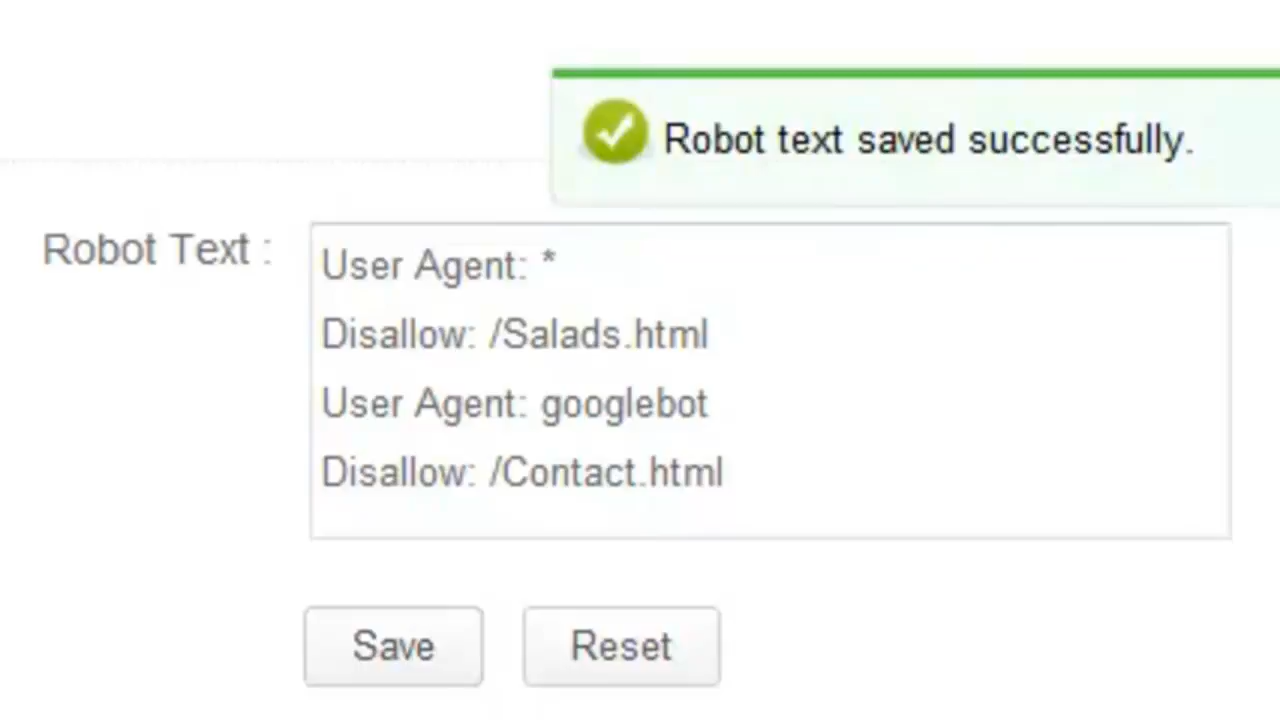 Robot text saved successfully.
Robot Text :
User Agent: *
Disallow: /Salads.html
User Agent: googlebot
Disallow: /Contact.html
Save
Reset